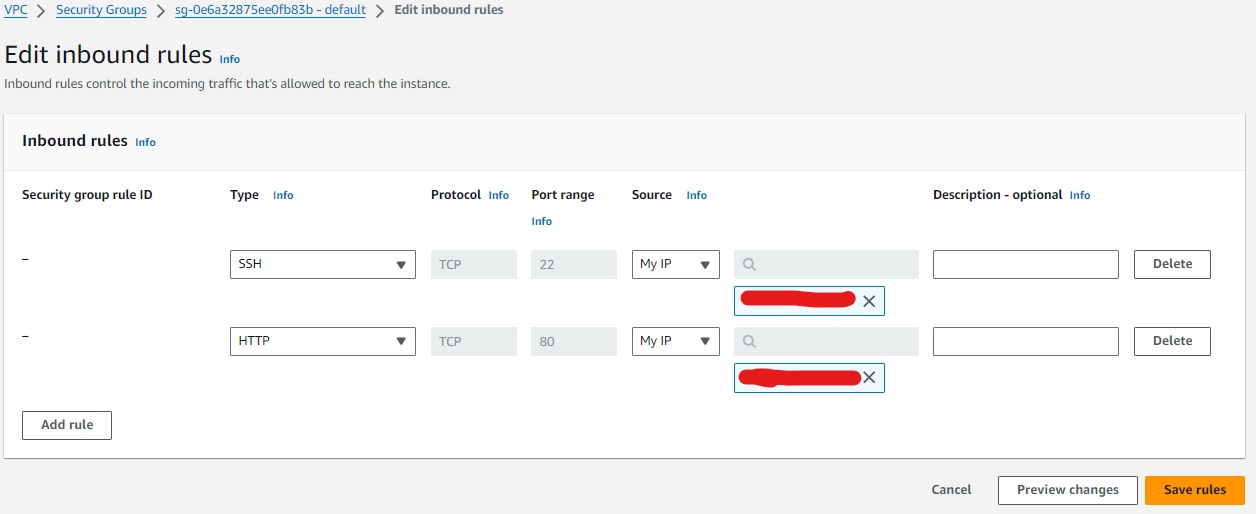 VPC > Security Groups > sg-0e6a32875ee0fb83b - default > Edit inbound rules
Edit inbound rules Info
Inbound rules control the incoming traffic that's allowed to reach the instance.
Inbound rules Info
Security group rule ID Type Info Protocol Info Port range Info Source Info Description - optional Info
– SSH TCP 22 My IP Delete
– HTTP TCP 80 My IP Delete
Add rule
Cancel Preview changes Save rules